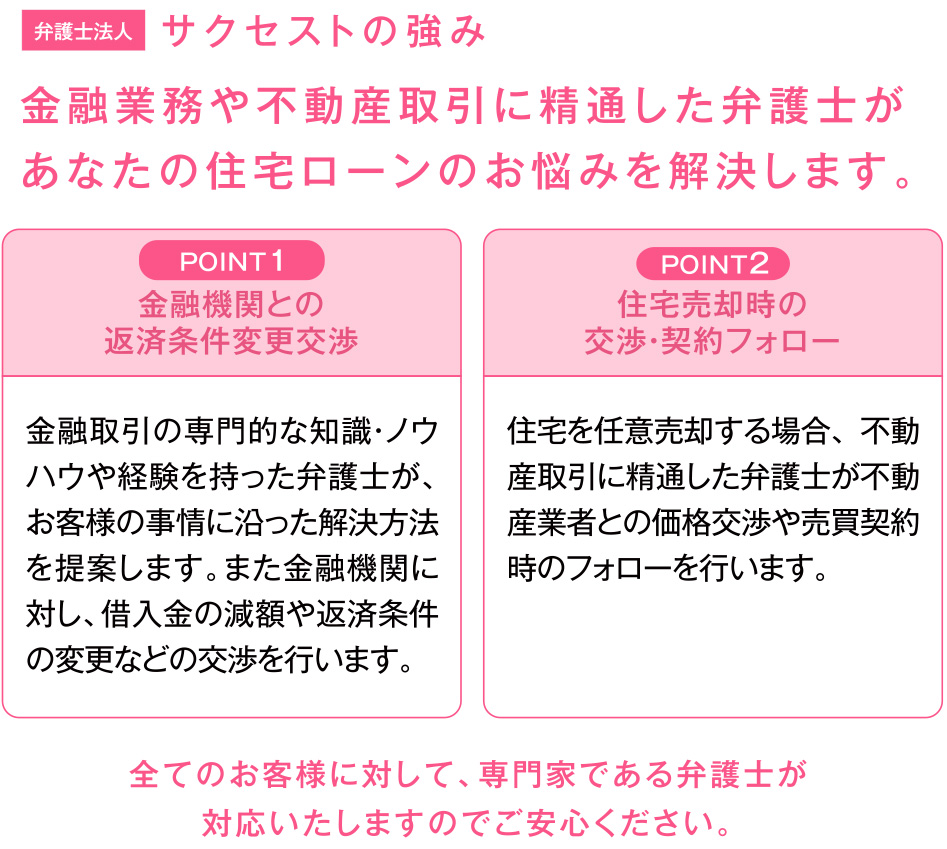 弁護士法人 サクセストの強み
金融業務や不動産取引に精通した弁護士が
あなたの住宅ローンのお悩みを解決します。
POINT1
金融機関との
返済条件変更交渉
金融取引の専門的な知識・ノウ
ハウや経験を持った弁護士が、
お客様の事情に沿った解決方法
を提案します。また金融機関に
対し、借入金の減額や返済条件
の変更などの交渉を行います。
POINT2
住宅売却時の
交渉・契約フォロー
住宅を任意売却する場合、不動
産取引に精通した弁護士が不動
産業者との価格交渉や売買契約
時のフォローを行います。
全てのお客様に対して、専門家である弁護士が
対応いたしますのでご安心ください。